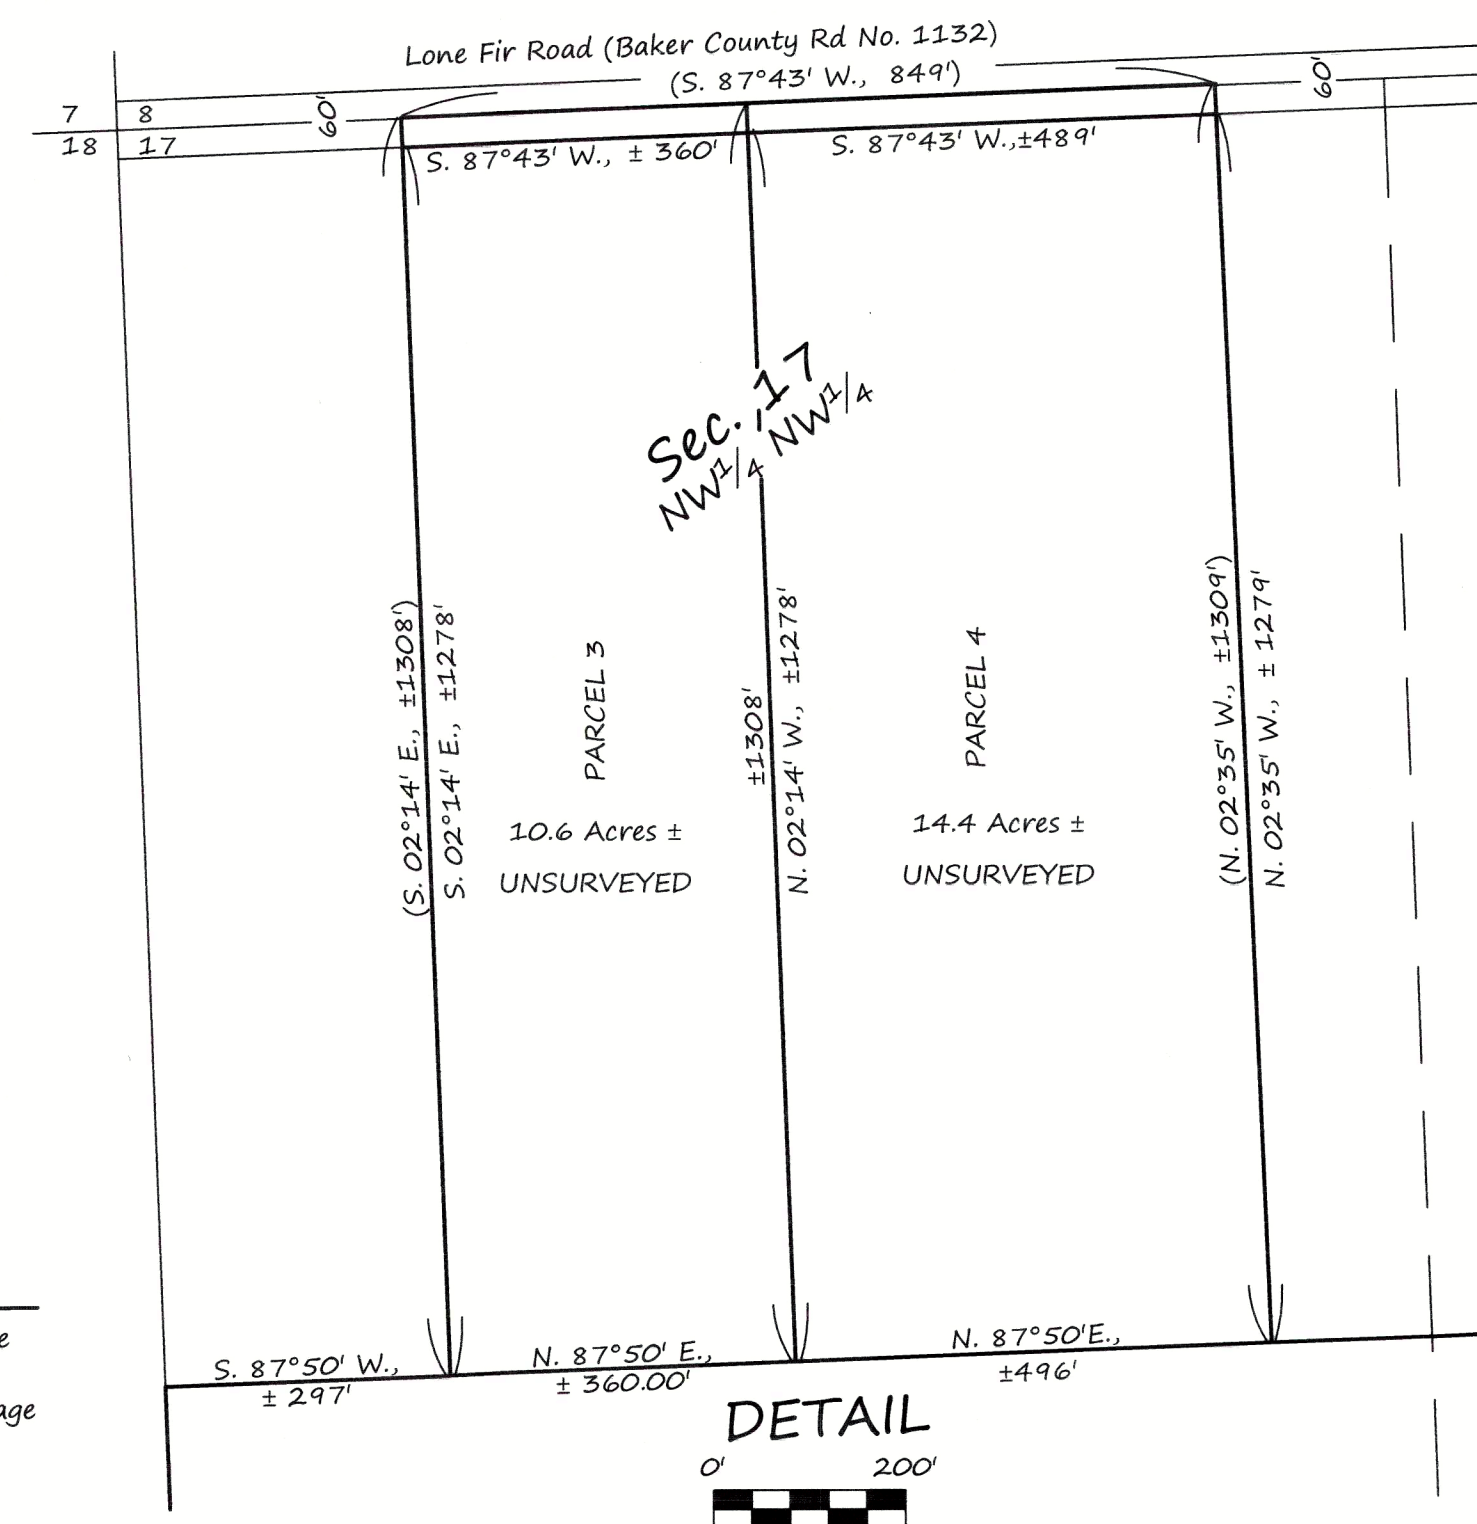 Lone Fir Road (Baker County Rd No. 1132)
(S. 87°43' W., 849')
60'
60'
7
8
18
17
S. 87°43' W., ± 360'
S. 87°43' W.,±489'
Sec., 17
NW1/4 NW1/4
(S. 02°14' E., ±1308')
S. 02°14' E., ±1278'
PARCEL 3
10.6 Acres ±
UNSURVEYED
±1308'
N. 02°14' W., ±1278'
PARCEL 4
14.4 Acres ±
UNSURVEYED
(N. 02°35' W., ±1309')
N. 02°35' W., ± 1279'
S. 87°50' W.,
± 297'
N. 87°50' E.,
± 360.00'
N. 87°50'E.,
±496'
DETAIL
0' 200'